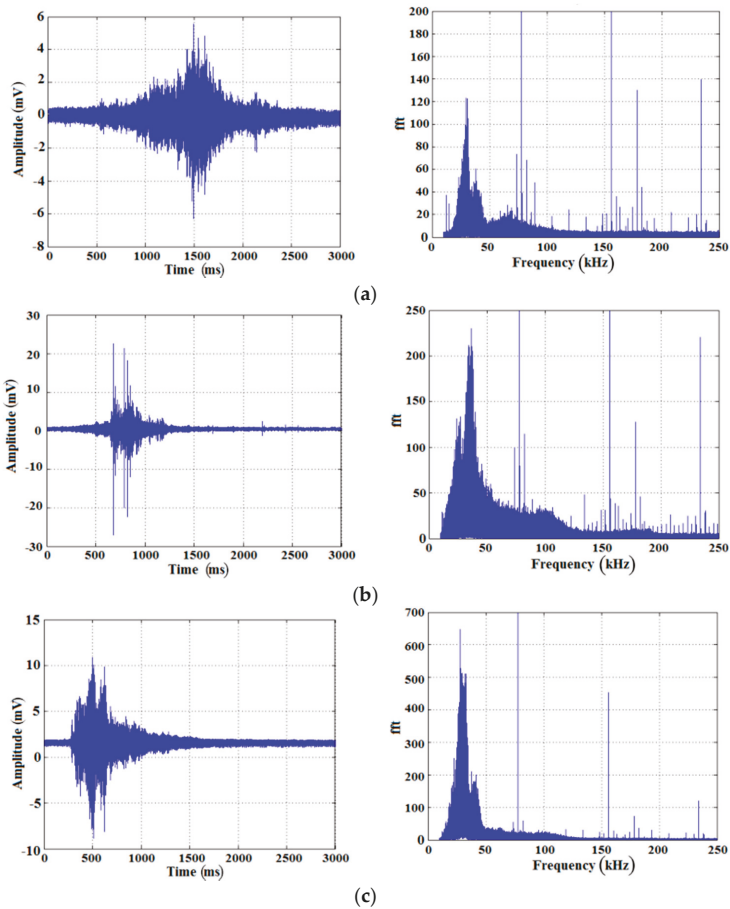 6
4
2
0
-2
-4
-6
-8
Amplitude (mV)
0 500 1000 1500 2000 2500 3000
Time (ms)
200
180
160
140
120
100
80
60
40
20
0
fft
0 50 100 150 200 250
Frequency (kHz)
(a)
30
20
10
0
-10
-20
-30
Amplitude (mV)
0 500 1000 1500 2000 2500 3000
Time (ms)
250
200
150
100
50
0
fft
0 50 100 150 200 250
Frequency (kHz)
(b)
15
10
5
0
-5
-10
Amplitude (mV)
0 500 1000 1500 2000 2500 3000
Time (ms)
700
600
500
400
300
200
100
0
fft
0 50 100 150 200 250
Frequency (kHz)
(c)